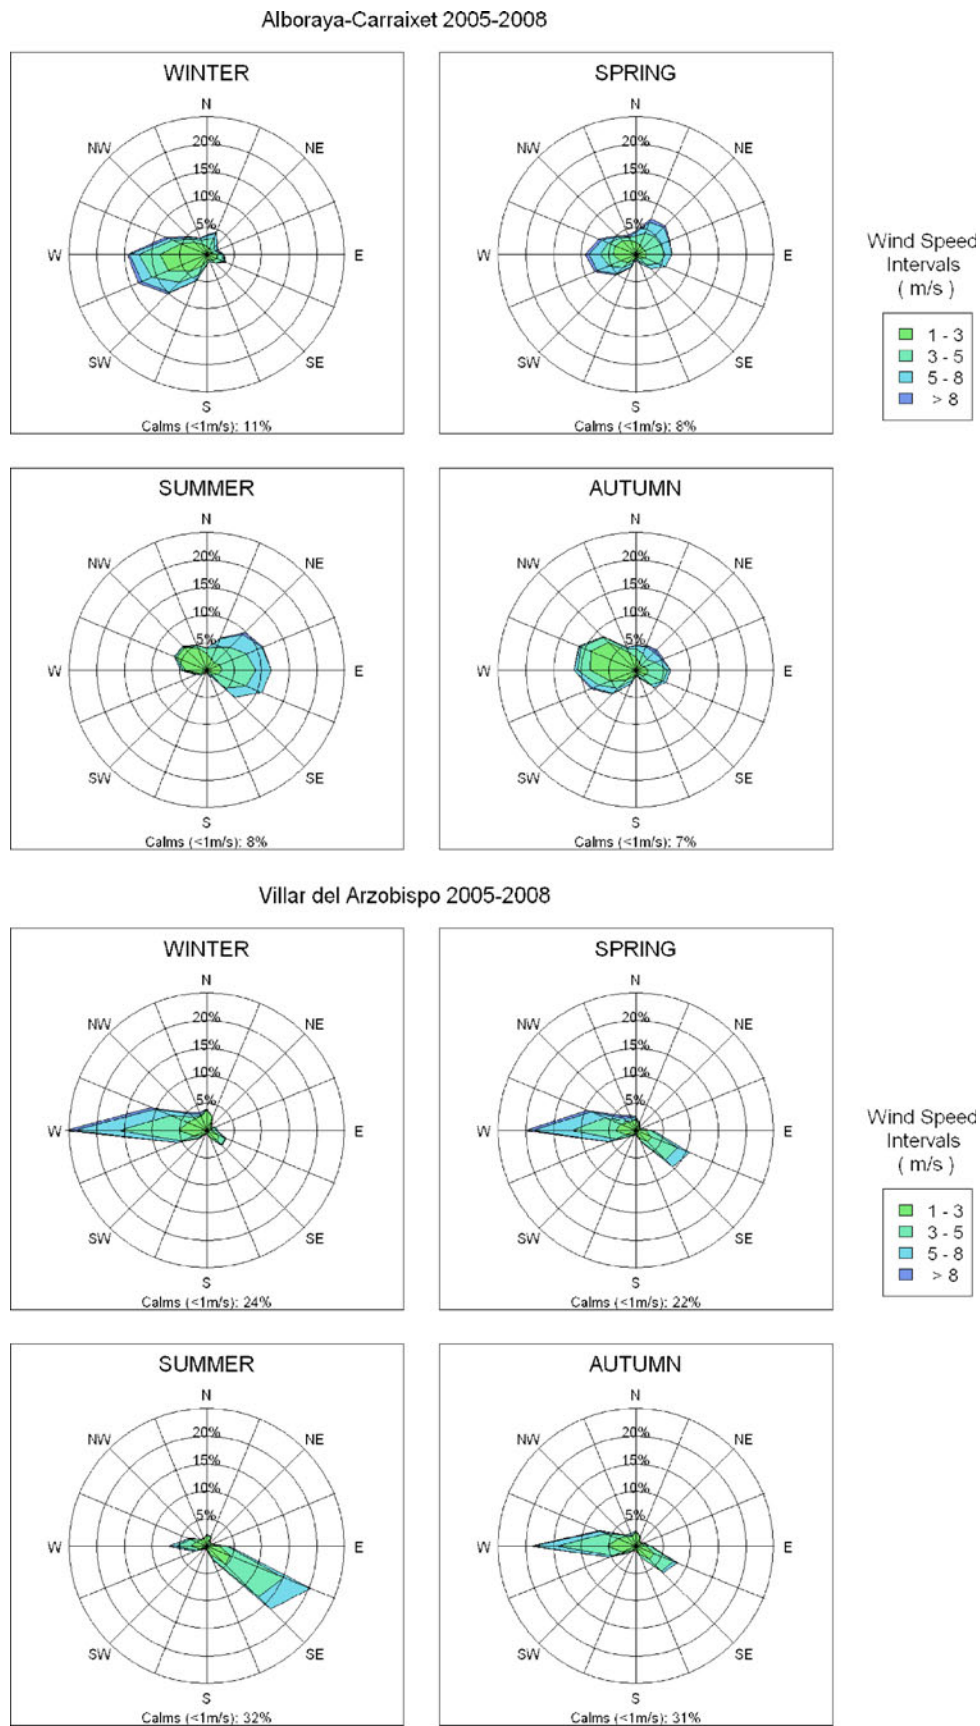 Alboraya-Carraixet 2005-2008
WINTER
N
NW
NE
20%
15%
10%
5%
W
E
SW
SE
S
Calms (<1m/s): 11%
SPRING
N
NW
NE
20%
15%
10%
5%
W
E
SW
SE
S
Calms (<1m/s): 8%
Wind Speed
Intervals
( m/s )
1 - 3
3 - 5
5 - 8
> 8
SUMMER
N
NW
NE
20%
15%
10%
5%
W
E
SW
SE
S
Calms (<1m/s): 8%
AUTUMN
N
NW
NE
20%
15%
10%
5%
W
E
SW
SE
S
Calms (<1m/s): 7%
Villar del Arzobispo 2005-2008
WINTER
N
NW
NE
20%
15%
10%
5%
W
E
SW
SE
S
Calms (<1m/s): 24%
SPRING
N
NW
NE
20%
15%
10%
5%
W
E
SW
SE
S
Calms (<1m/s): 22%
Wind Speed
Intervals
( m/s )
1 - 3
3 - 5
5 - 8
> 8
SUMMER
N
NW
NE
20%
15%
10%
5%
W
E
SW
SE
S
Calms (<1m/s): 32%
AUTUMN
N
NW
NE
20%
15%
10%
5%
W
E
SW
SE
S
Calms (<1m/s): 31%